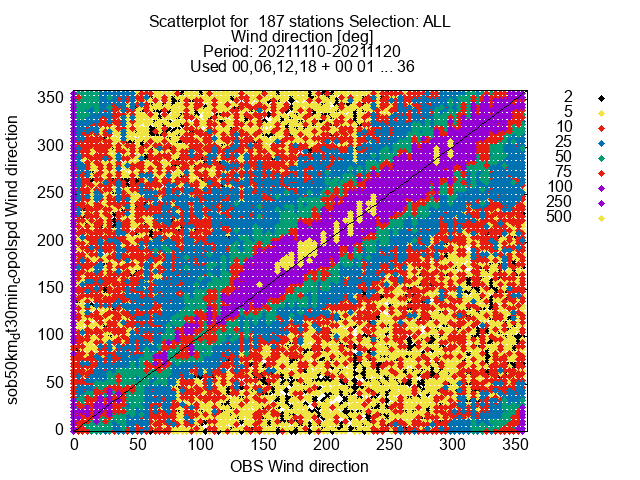 Scatterplot for  187 stations Selection: ALL
Wind direction [deg]
Period: 20211110-20211120
Used 00,06,12,18 + 00 01 ... 36
sob50km_dt30min_copolspd Wind direction
350
300
250
200
150
100
50
0
0 50 100 150 200 250 300 350
OBS Wind direction
2
5
10
25
50
75
100
250
500